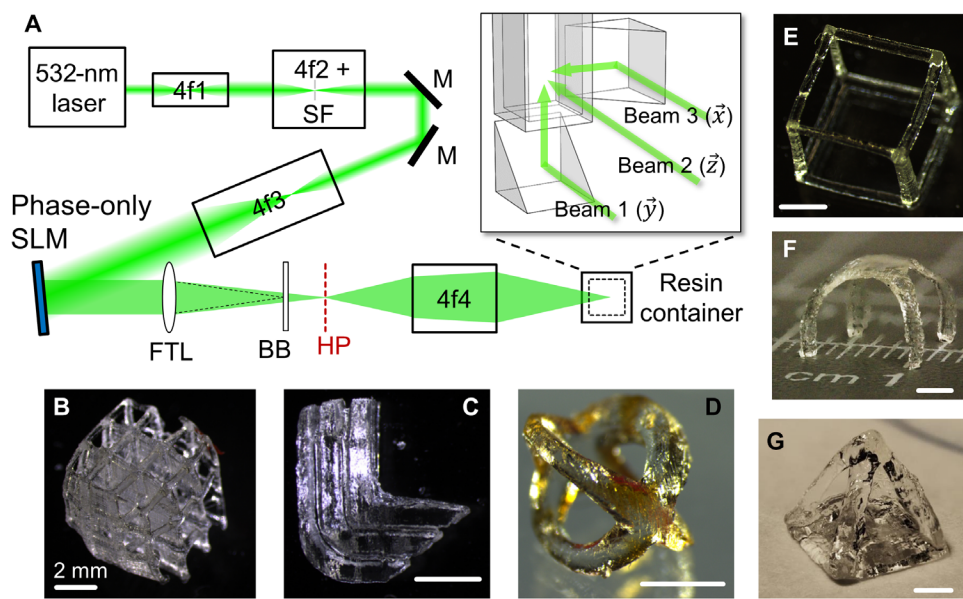 A
532-nm
laser
4f1
4f2 +
SF
M
M
4f3
Phase-only
SLM
FTL
BB
HP
4f4
Resin
container
Beam 3 (x⃗)
Beam 2 (z⃗)
Beam 1 (y⃗)
B
2 mm
C
D
E
F
cm 1
G